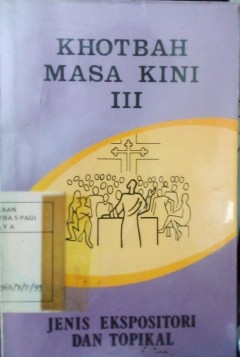 KHOTBAH
MASA KINI
III
JENIS EKSPOSITORI
DAN TOPIKAL